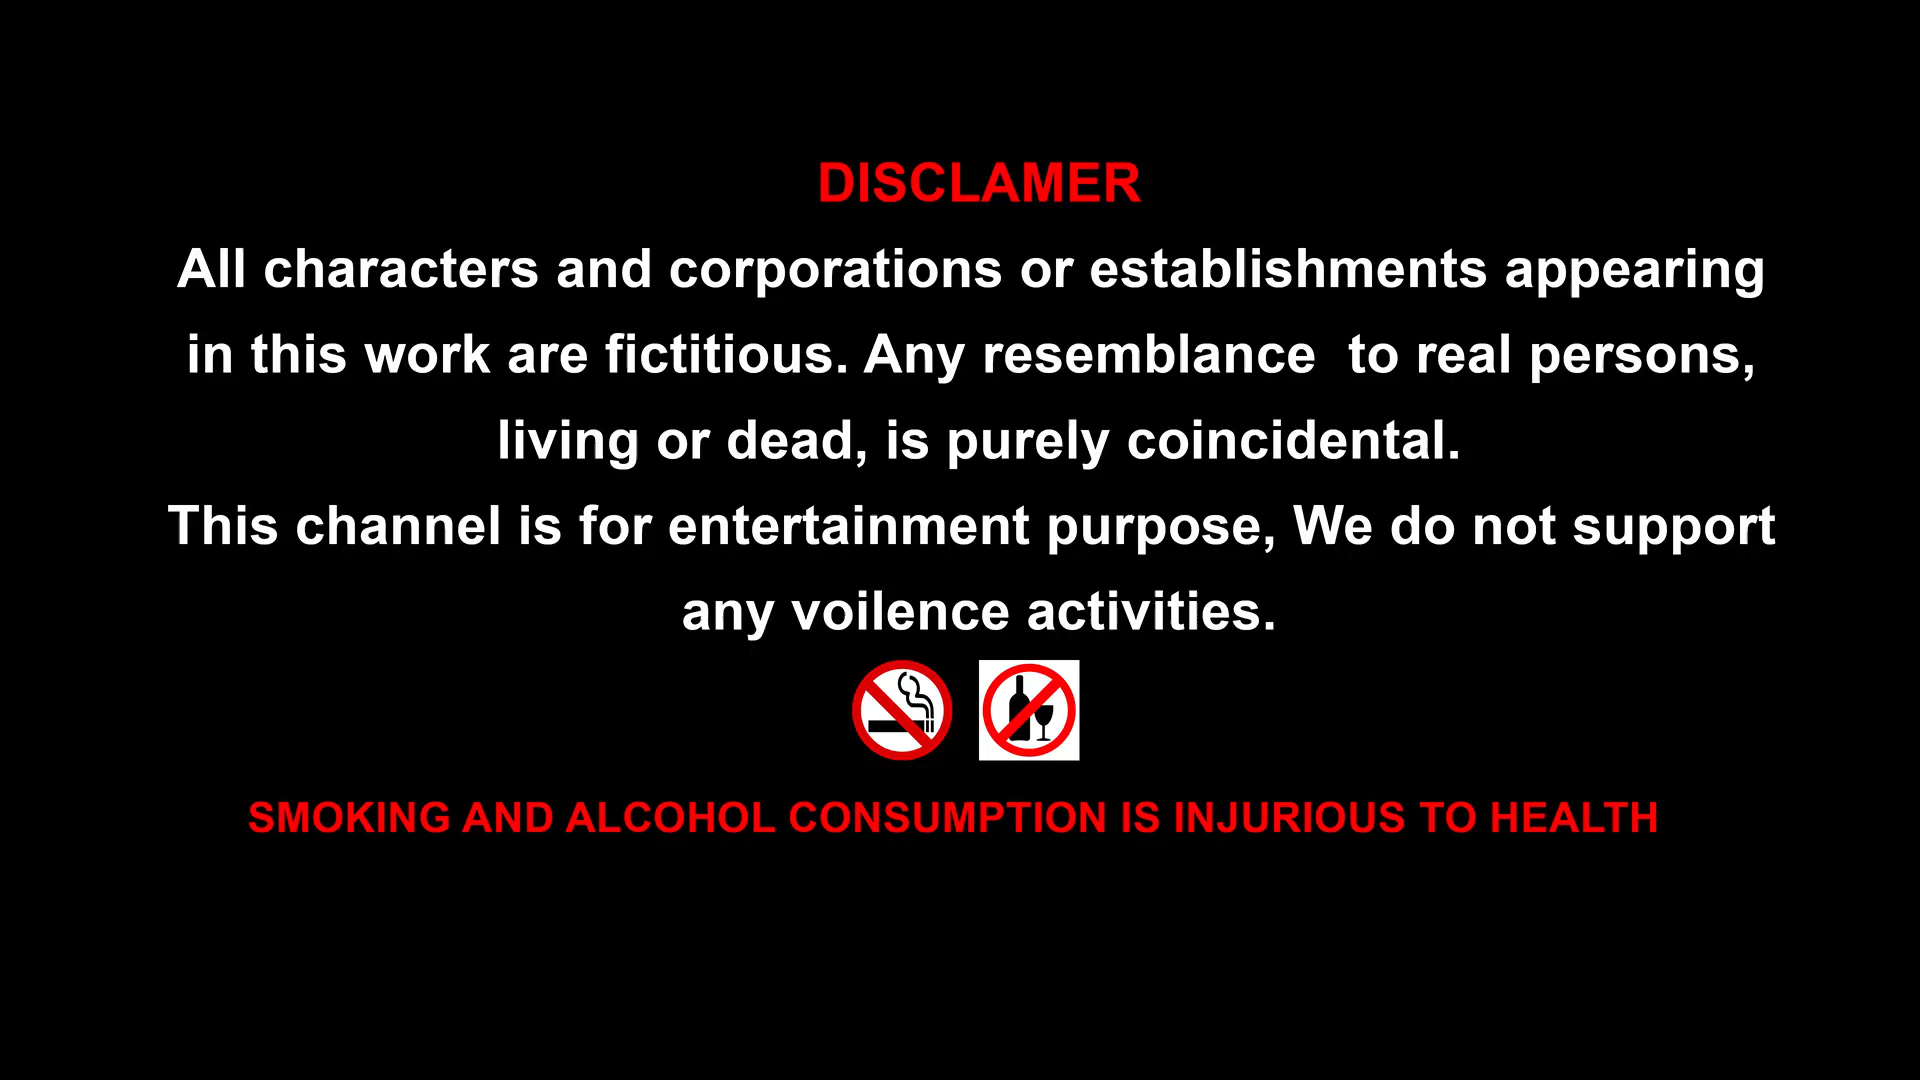 DISCLAMER
All characters and corporations or establishments appearing
in this work are fictitious. Any resemblance  to real persons,
living or dead, is purely coincidental.
This channel is for entertainment purpose, We do not support
any voilence activities.
SMOKING AND ALCOHOL CONSUMPTION IS INJURIOUS TO HEALTH